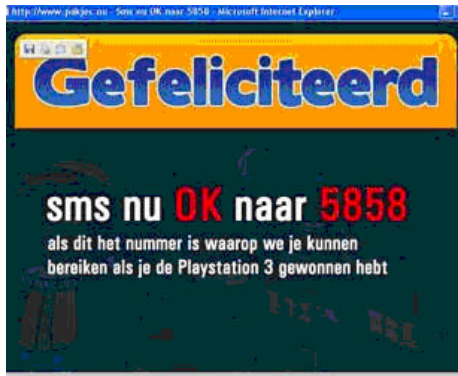 http://www.pakjes.nu - Sms nu OK naar 5858 - Microsoft Internet Explorer
Gefeliciteerd
sms nu OK naar 5858
als dit het nummer is waarop we je kunnen
bereiken als je de Playstation 3 gewonnen hebt